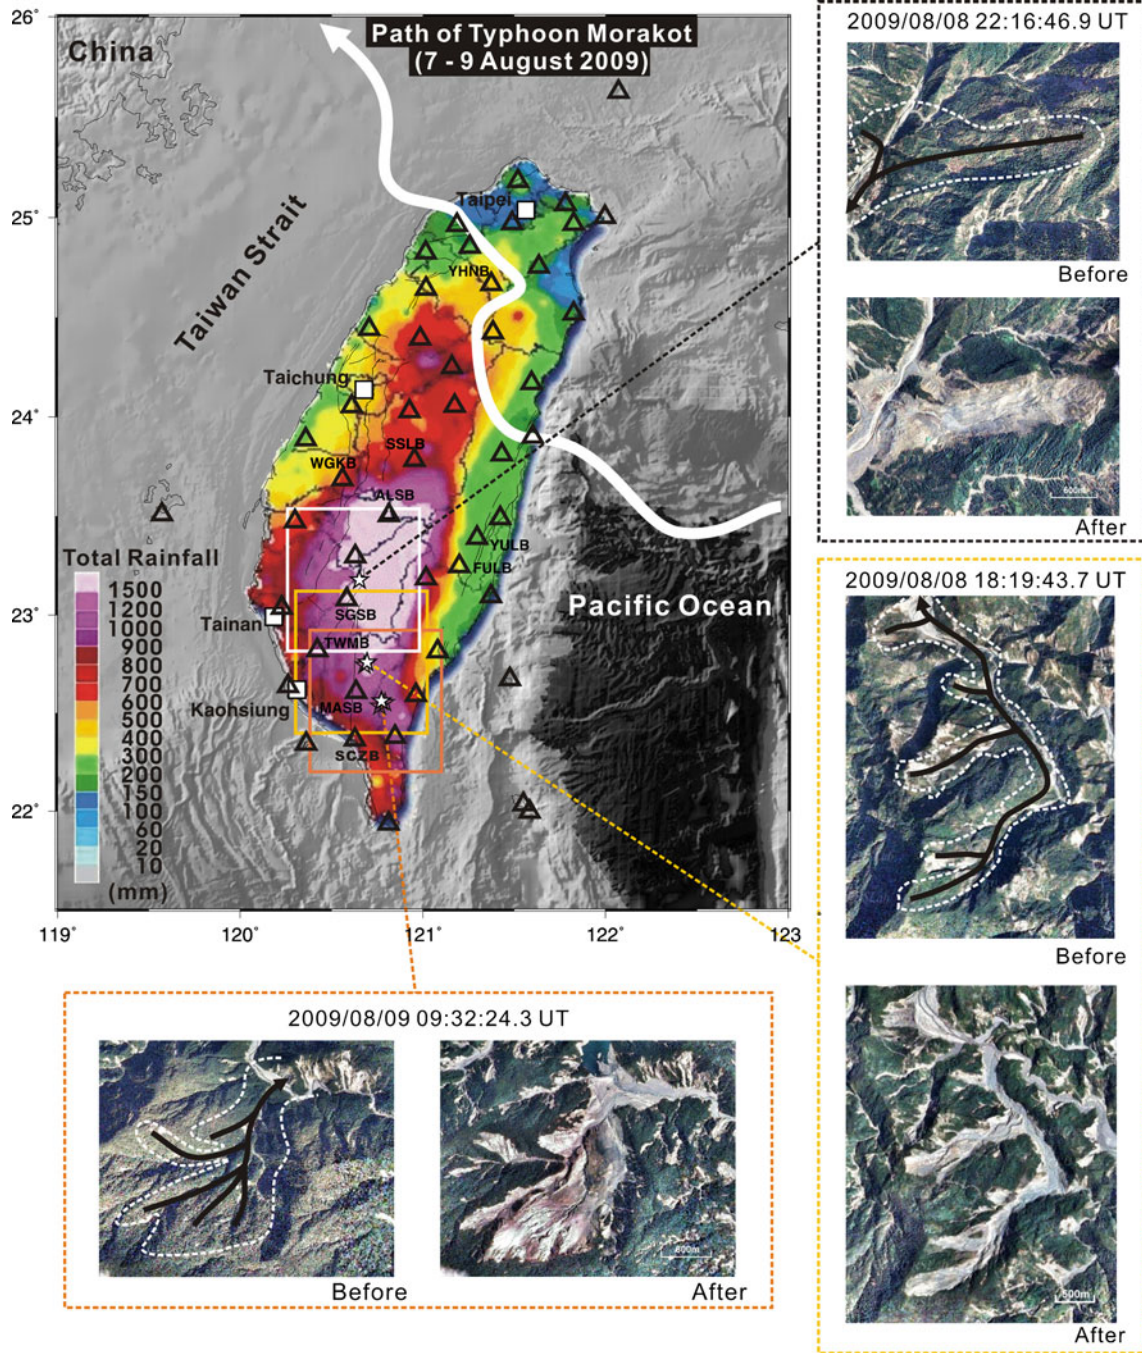 26°
China
Path of Typhoon Morakot
(7 - 9 August 2009)
25°
Taipei
Taiwan Strait
YHNB
Taichung
24°
SSLB
WGKB
ALSB
YULB
FULB
Total Rainfall
1500
1200
1000
900
800
700
600
500
400
300
200
150
100
60
20
10
(mm)
23°
SGSB
Tainan
TWMB
Pacific Ocean
Kaohsiung
MASB
SCZB
22°
119°
120°
121°
122°
123
2009/08/08 22:16:46.9 UT
Before
600m
After
2009/08/08 18:19:43.7 UT
Before
500m
After
2009/08/09 09:32:24.3 UT
Before
600m
After